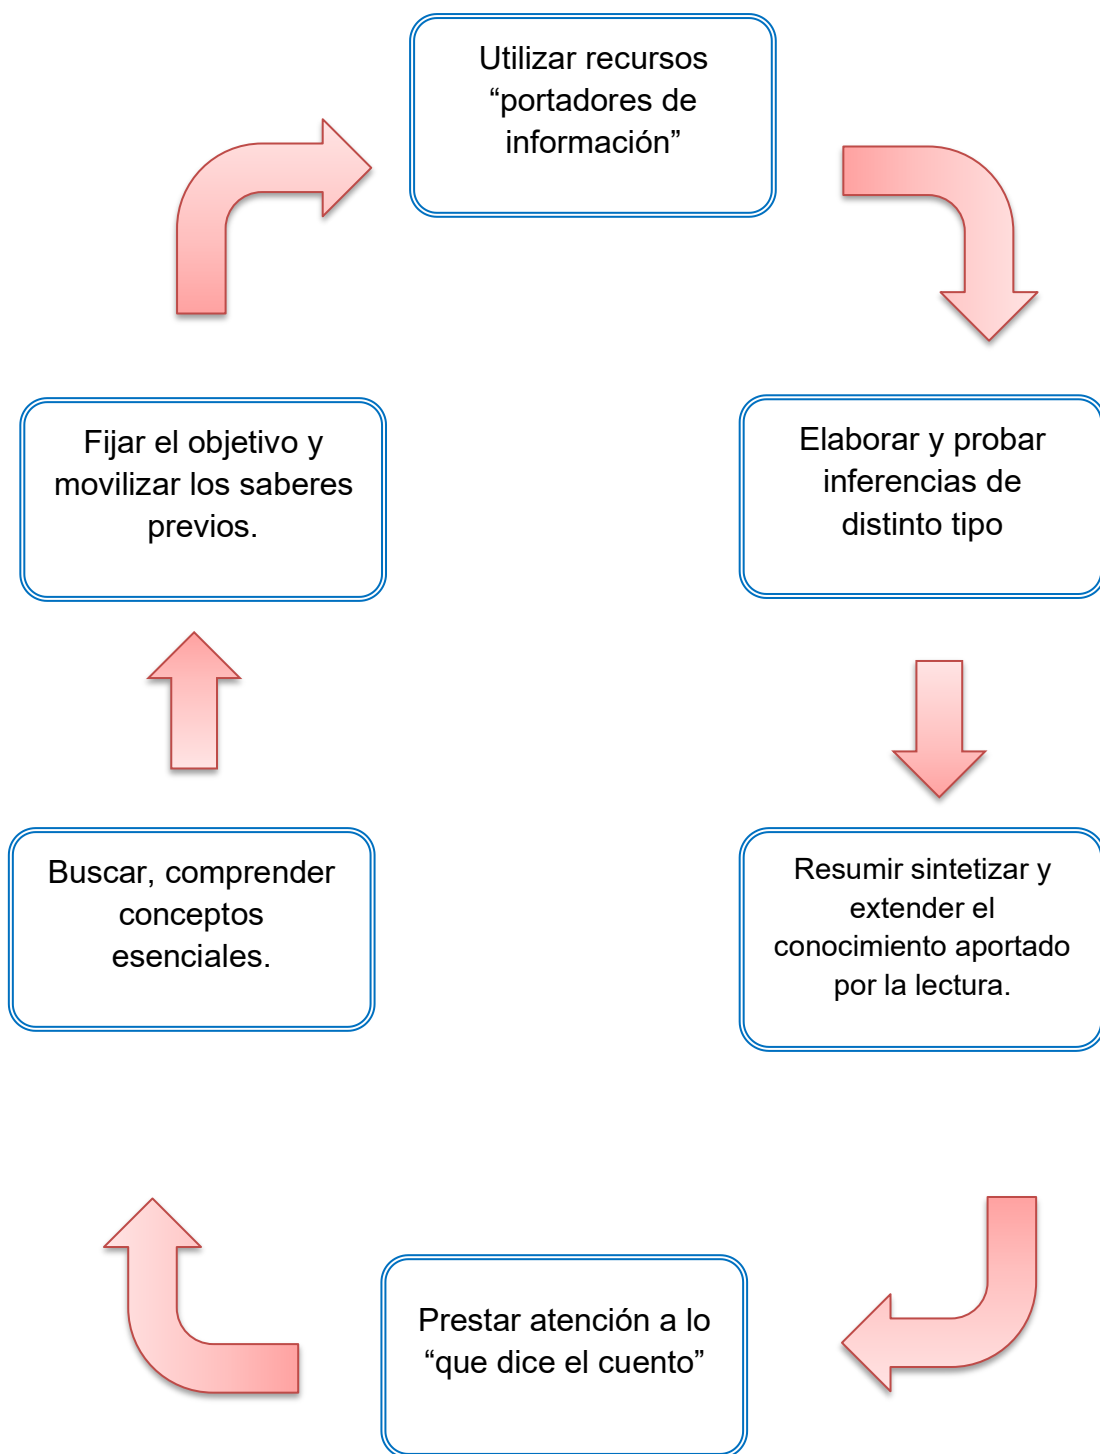 Utilizar recursos
“portadores de
información”
Fijar el objetivo y
movilizar los saberes
previos.
Elaborar y probar
inferencias de
distinto tipo
Buscar, comprender
conceptos
esenciales.
Resumir sintetizar y
extender el
conocimiento aportado
por la lectura.
Prestar atención a lo
“que dice el cuento”